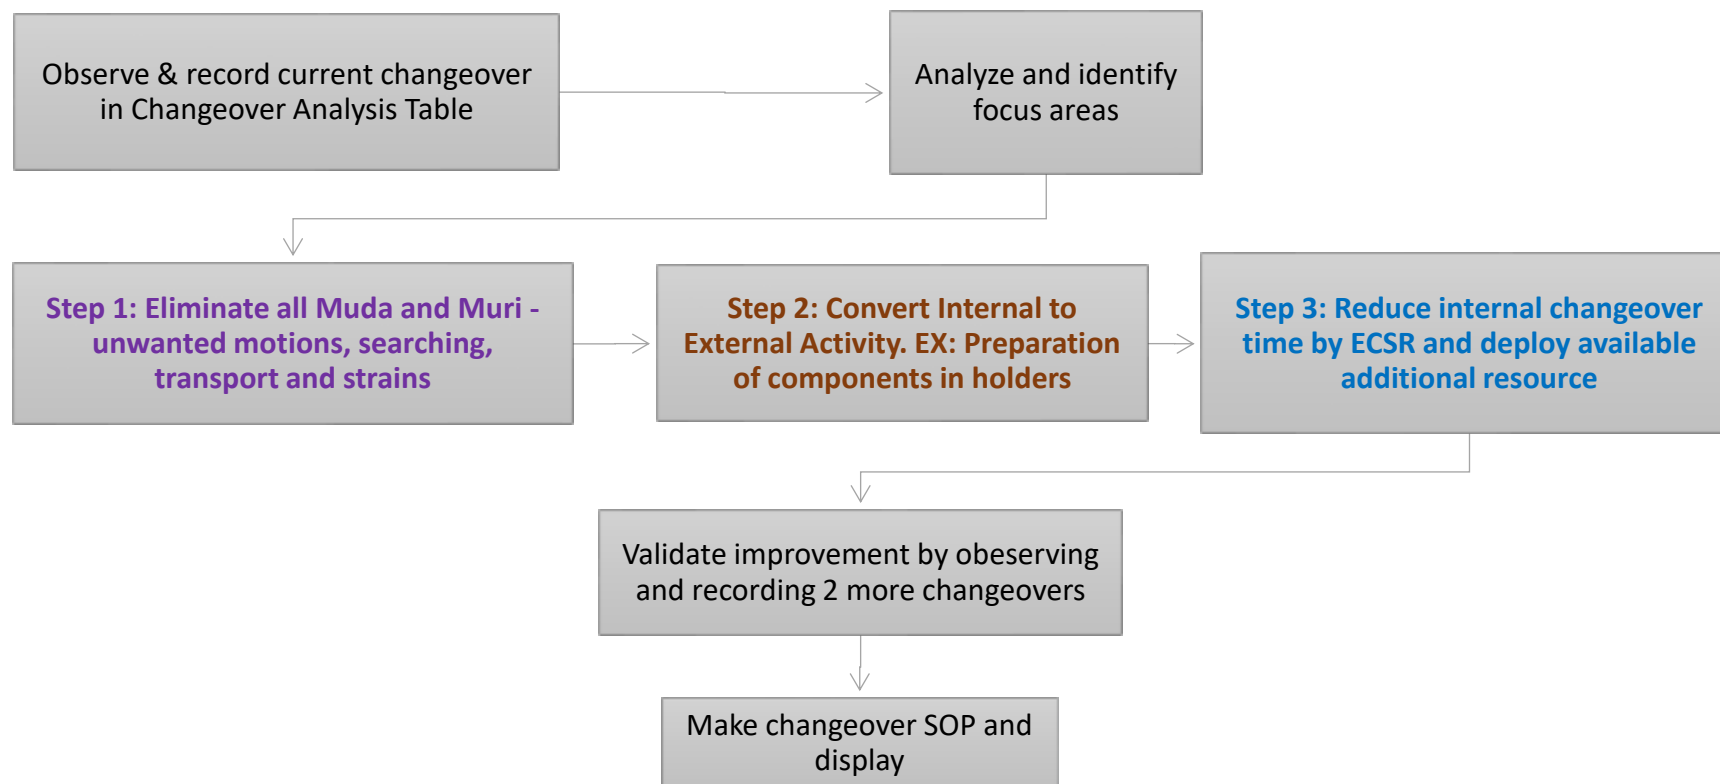 Observe & record current changeover
in Changeover Analysis Table
Analyze and identify
focus areas
Step 1: Eliminate all Muda and Muri -
unwanted motions, searching,
transport and strains
Step 2: Convert Internal to
External Activity. EX: Preparation
of components in holders
Step 3: Reduce internal changeover
time by ECSR and deploy available
additional resource
Validate improvement by obeserving
and recording 2 more changeovers
Make changeover SOP and
display